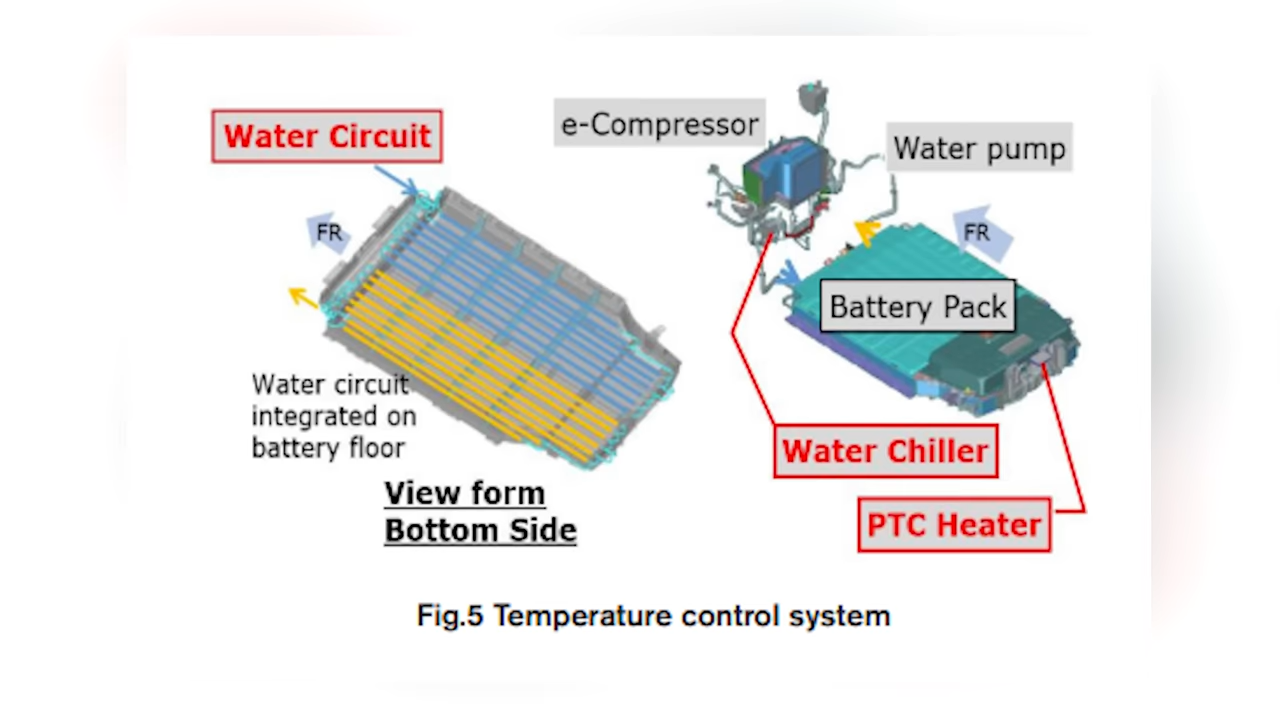 Water Circuit
e-Compressor
Water pump
FR
FR
Battery Pack
Water circuit
integrated on
battery floor
View form
Bottom Side
Water Chiller
PTC Heater
Fig.5 Temperature control system